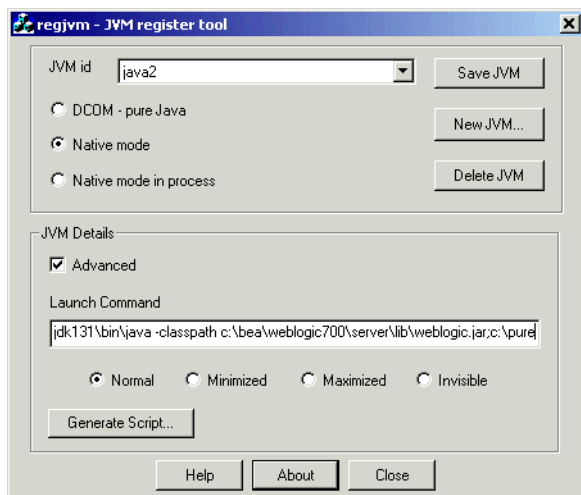 regjvm - JVM register tool
JVM id
java2
Save JVM
DCOM - pure Java
New JVM...
Native mode
Native mode in process
Delete JVM
JVM Details
Advanced
Launch Command
jdk131\bin\java -classpath c:\bea\weblogic700\server\lib\weblogic.jar;c:\pure
Normal
Minimized
Maximized
Invisible
Generate Script...
Help
About
Close